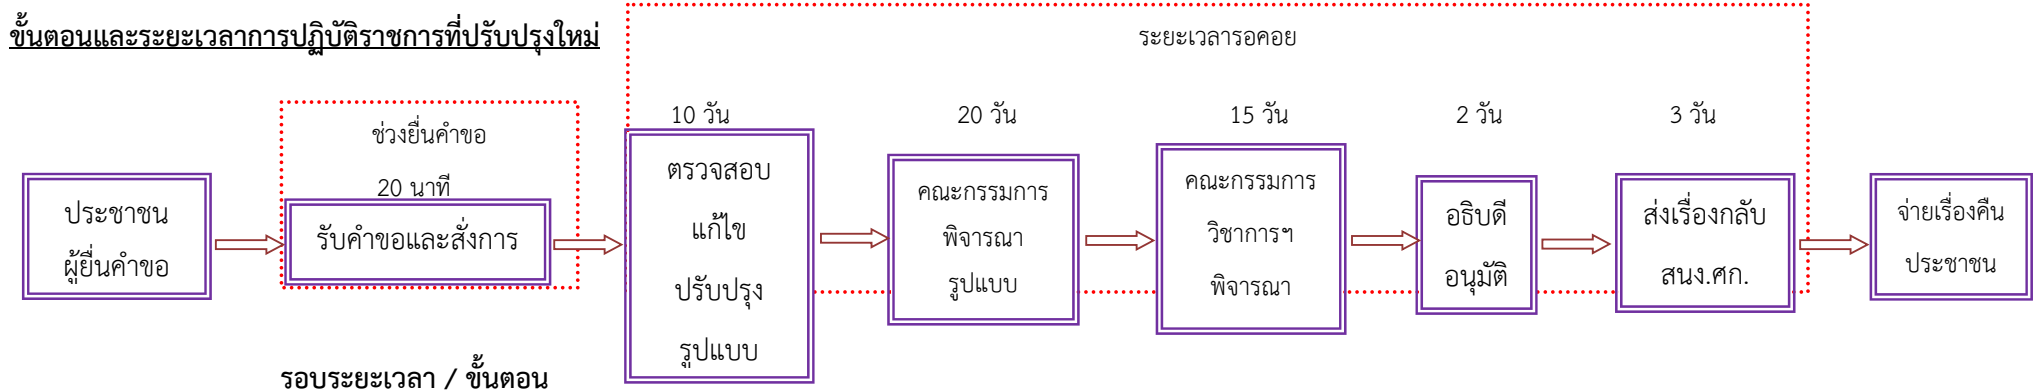 ขั้นตอนและระยะเวลาการปฏิบัติราชการที่ปรับปรุงใหม่
ระยะเวลารอคอย
ช่วงยื่นคำขอ
20 นาที
10 วัน
20 วัน
15 วัน
2 วัน
3 วัน
ประชาชน
ผู้ยื่นคำขอ
รับคำขอและสั่งการ
ตรวจสอบ
แก้ไข
ปรับปรุง
รูปแบบ
คณะกรรมการ
พิจารณา
รูปแบบ
คณะกรรมการ
วิชาการฯ
พิจารณา
อธิบดี
อนุมัติ
ส่งเรื่องกลับ
สนง.ศก.
จ่ายเรื่องคืน
ประชาชน
รอบระยะเวลา / ขั้นตอน